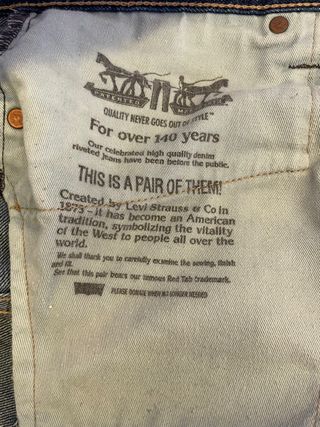 PATENTED
QUALITY NEVER GOES OUT OF STYLE™
For over 140 years
Our celebrated high quality denim
riveted jeans have been before the public.
THIS IS A PAIR OF THEM!
Created by Levi Strauss & Co in
1873 - it has become an American
tradition, symbolizing the vitality
of the West to people all over the
world.
We shall thank you to carefully examine the sewing, finish
and fit.
See that this pair bears our famous Red Tab trademark.
PLEASE DONATE WHEN NO LONGER NEEDED